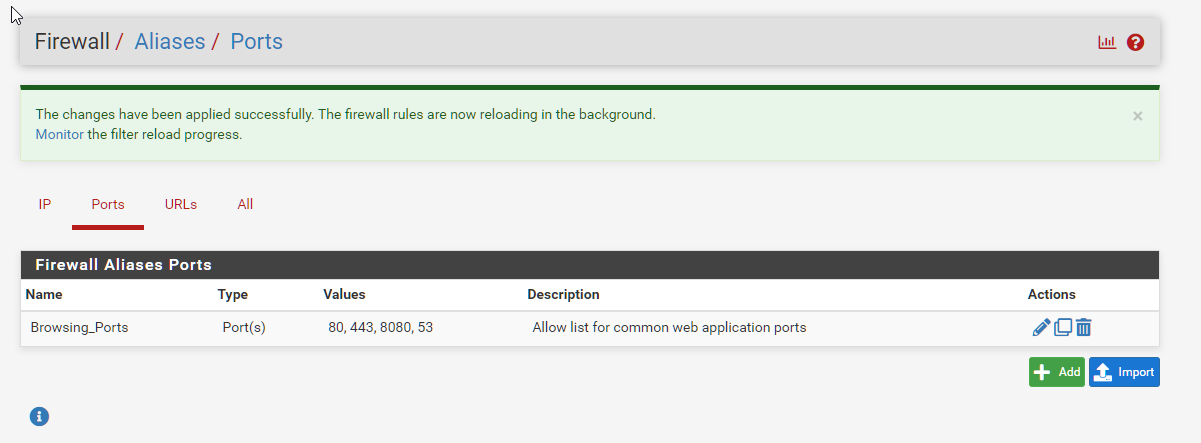 Firewall / Aliases / Ports
The changes have been applied successfully. The firewall rules are now reloading in the background.
Monitor the filter reload progress.
×
IP Ports URLs All
Firewall Aliases Ports
Name Type Values Description Actions
Browsing_Ports Port(s) 80, 443, 8080, 53 Allow list for common web application ports
Add Import